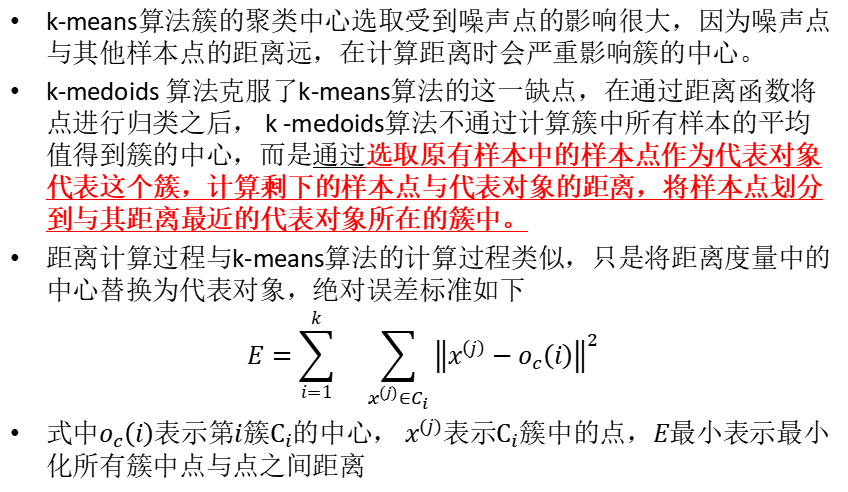 • k-means算法簇的聚类中心选取受到噪声点的影响很大，因为噪声点
与其他样本点的距离远，在计算距离时会严重影响簇的中心。
• k-medoids 算法克服了k-means算法的这一缺点，在通过距离函数将
点进行归类之后， k -medoids算法不通过计算簇中所有样本的平均
值得到簇的中心，而是通过选取原有样本中的样本点作为代表对象
代表这个簇，计算剩下的样本点与代表对象的距离，将样本点划分
到与其距离最近的代表对象所在的簇中。
• 距离计算过程与k-means算法的计算过程类似，只是将距离度量中的
中心替换为代表对象，绝对误差标准如下
E = ∑_{i=1}^{k} ∑_{x^{(j)}∈C_i} ‖x^{(j)} − o_c(i)‖²
• 式中o_c(i)表示第i簇C_i的中心， x^{(j)}表示C_i簇中的点，E最小表示最小
化所有簇中点与点之间距离